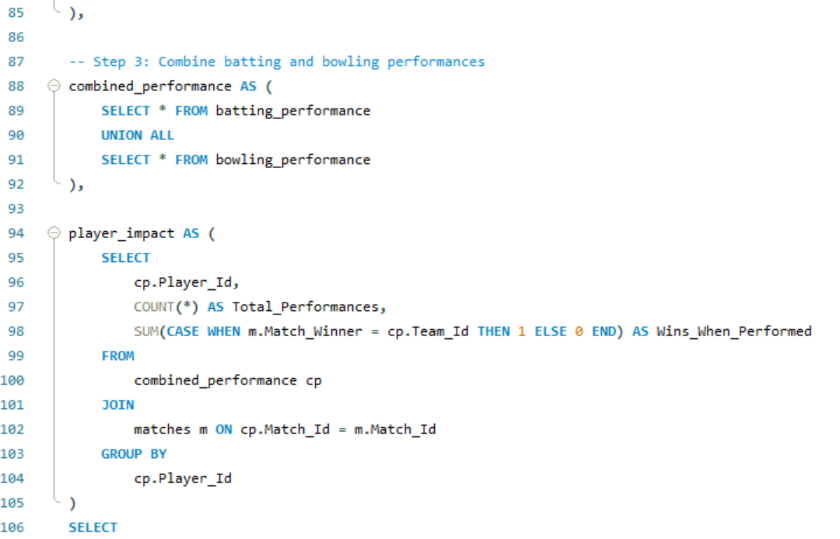 85 ),
86
87 -- Step 3: Combine batting and bowling performances
88 combined_performance AS (
89 SELECT * FROM batting_performance
90 UNION ALL
91 SELECT * FROM bowling_performance
92 ),
93
94 player_impact AS (
95 SELECT
96 cp.Player_Id,
97 COUNT(*) AS Total_Performances,
98 SUM(CASE WHEN m.Match_Winner = cp.Team_Id THEN 1 ELSE 0 END) AS Wins_When_Performed
99 FROM
100 combined_performance cp
101 JOIN
102 matches m ON cp.Match_Id = m.Match_Id
103 GROUP BY
104 cp.Player_Id
105 )
106 SELECT